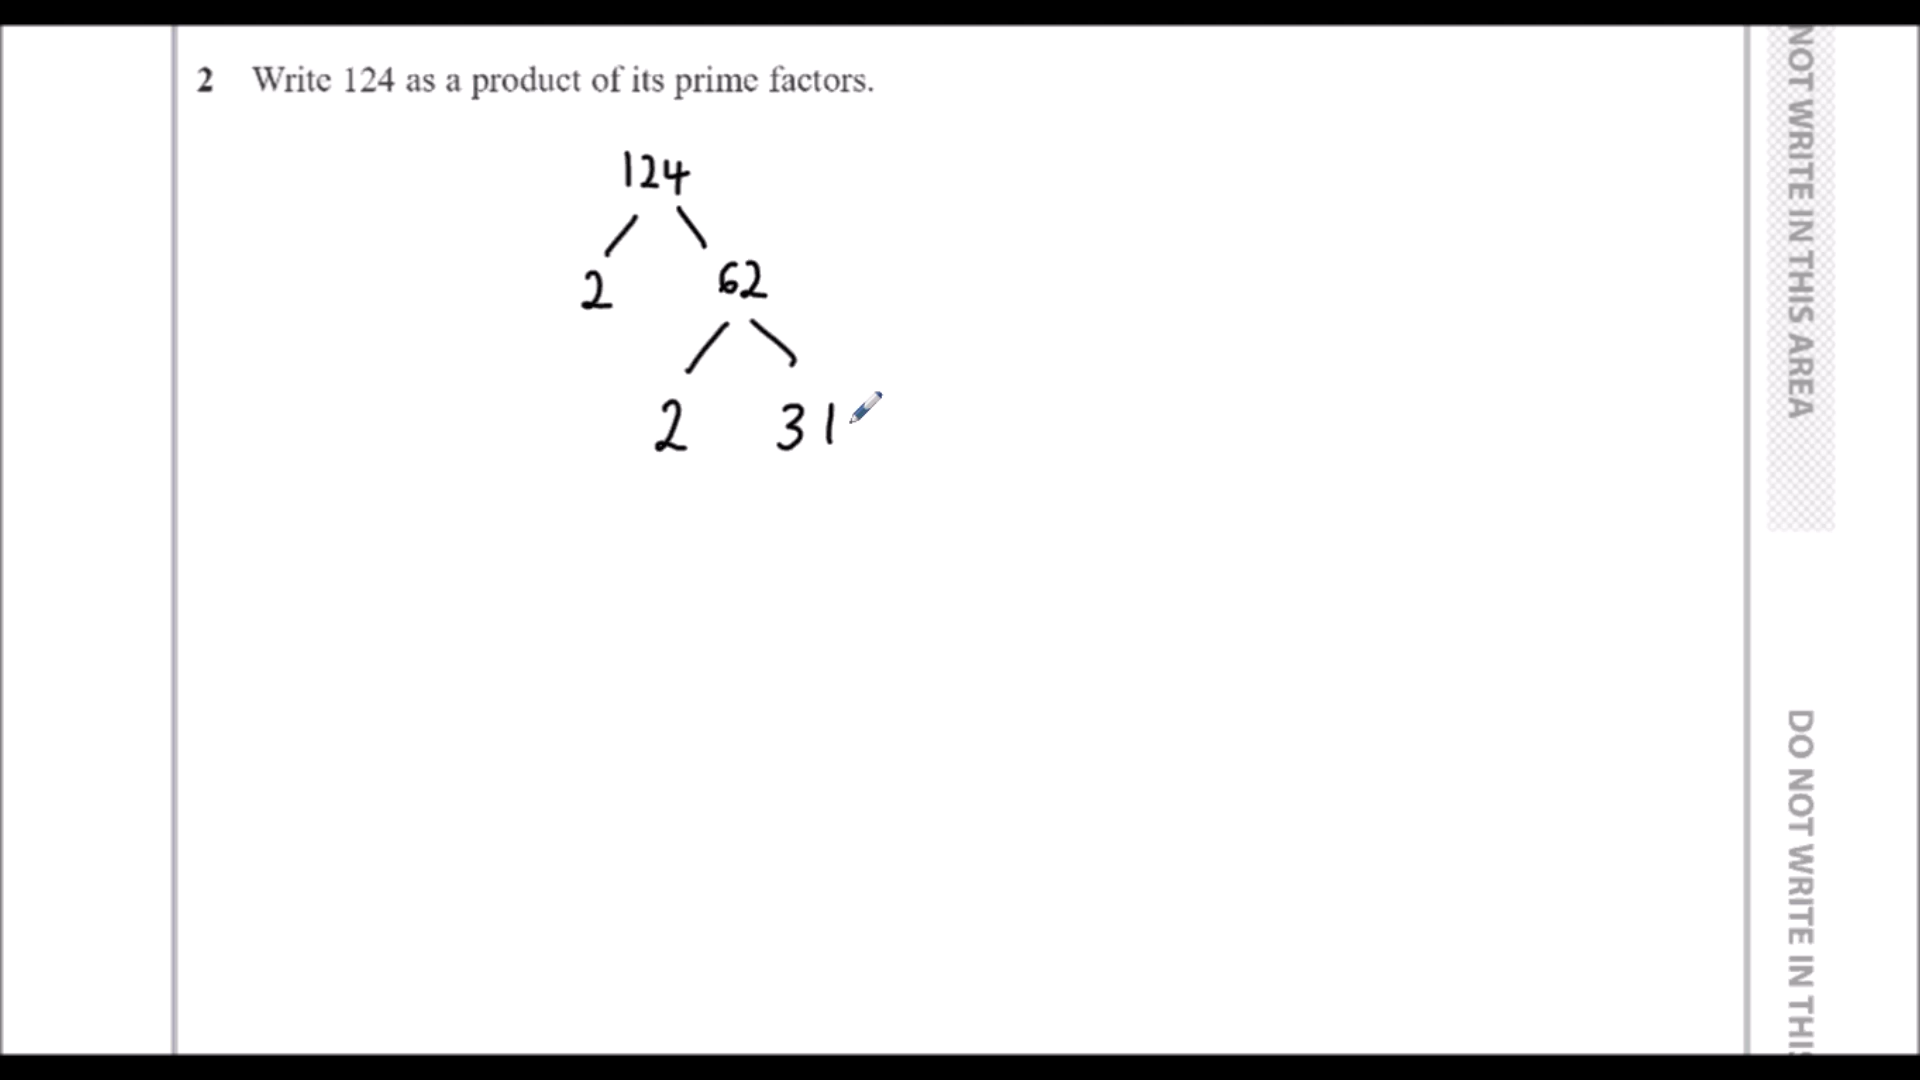 2 Write 124 as a product of its prime factors.
124
2 62
2 31
NOT WRITE IN THIS AREA
DO NOT WRITE IN THIS